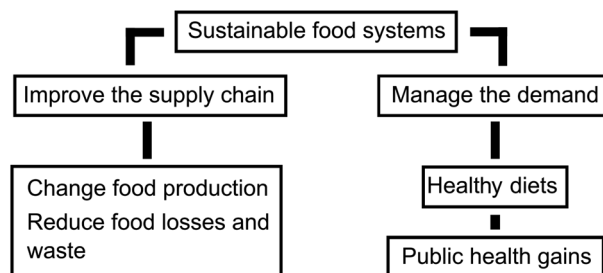 Sustainable food systems
Improve the supply chain
Manage the demand
Change food production
Reduce food losses and
waste
Healthy diets
Public health gains